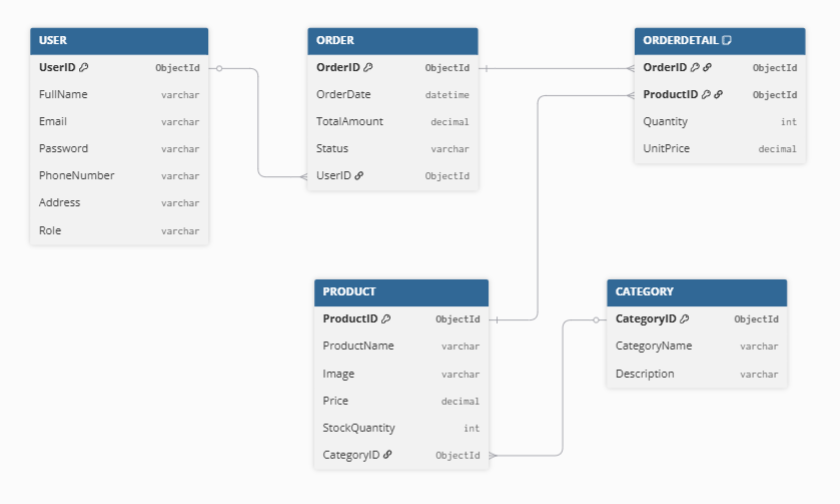 USER
UserID ObjectId
FullName varchar
Email varchar
Password varchar
PhoneNumber varchar
Address varchar
Role varchar
ORDER
OrderID ObjectId
OrderDate datetime
TotalAmount decimal
Status varchar
UserID ObjectId
ORDERDETAIL
OrderID ObjectId
ProductID ObjectId
Quantity int
UnitPrice decimal
PRODUCT
ProductID ObjectId
ProductName varchar
Image varchar
Price decimal
StockQuantity int
CategoryID ObjectId
CATEGORY
CategoryID ObjectId
CategoryName varchar
Description varchar